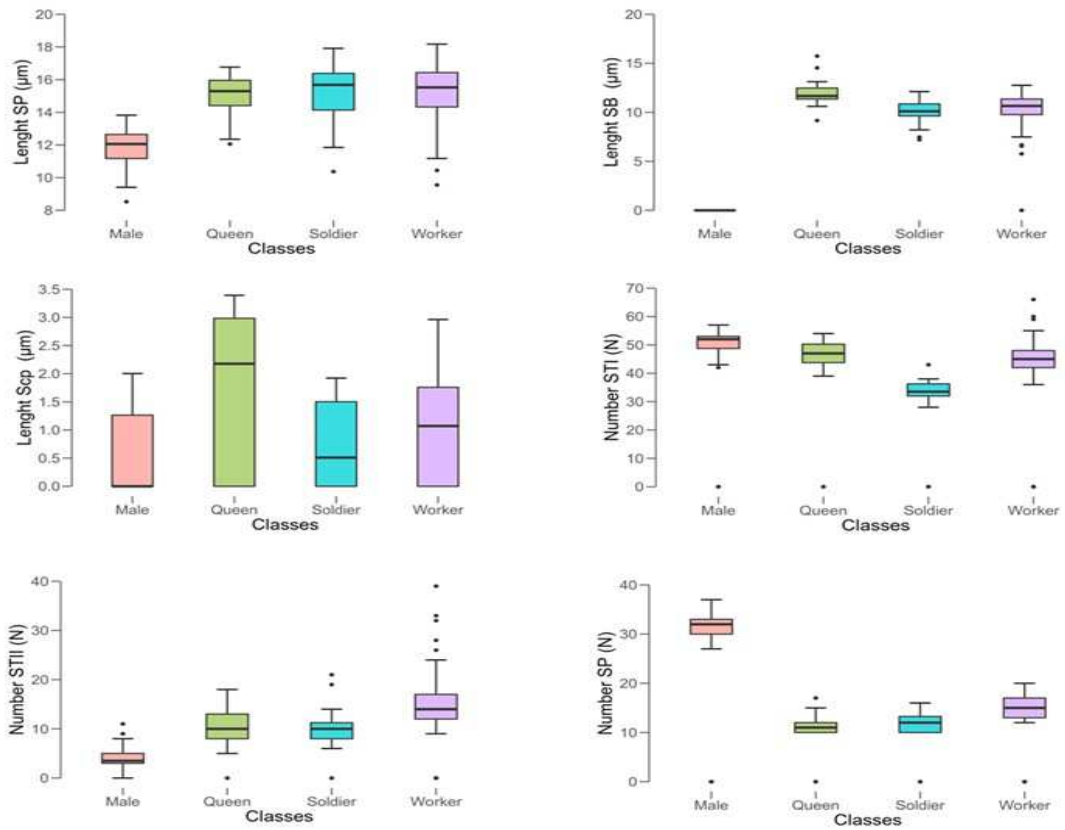 Lenght SP (µm)
20
18
16
14
12
10
8
Male Queen Soldier Worker
Classes
Lenght SB (µm)
20
15
10
5
0
Male Queen Soldier Worker
Classes
Lenght Scp (µm)
3.5
3.0
2.5
2.0
1.5
1.0
0.5
0.0
Male Queen Soldier Worker
Classes
Number STI (N)
70
60
50
40
30
20
10
0
Male Queen Soldier Worker
Classes
Number STII (N)
40
30
20
10
0
Male Queen Soldier Worker
Classes
Number SP (N)
40
30
20
10
0
Male Queen Soldier Worker
Classes